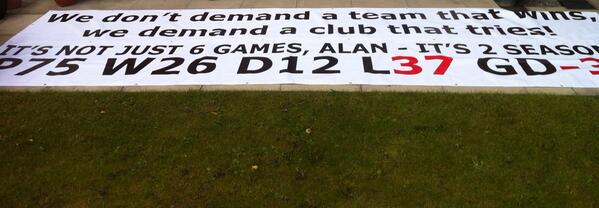 We don't demand a team that wins,
we demand a club that tries!
IT'S NOT JUST 6 GAMES, ALAN - IT'S 2 SEASON
P75 W26 D12 L37 GD-3